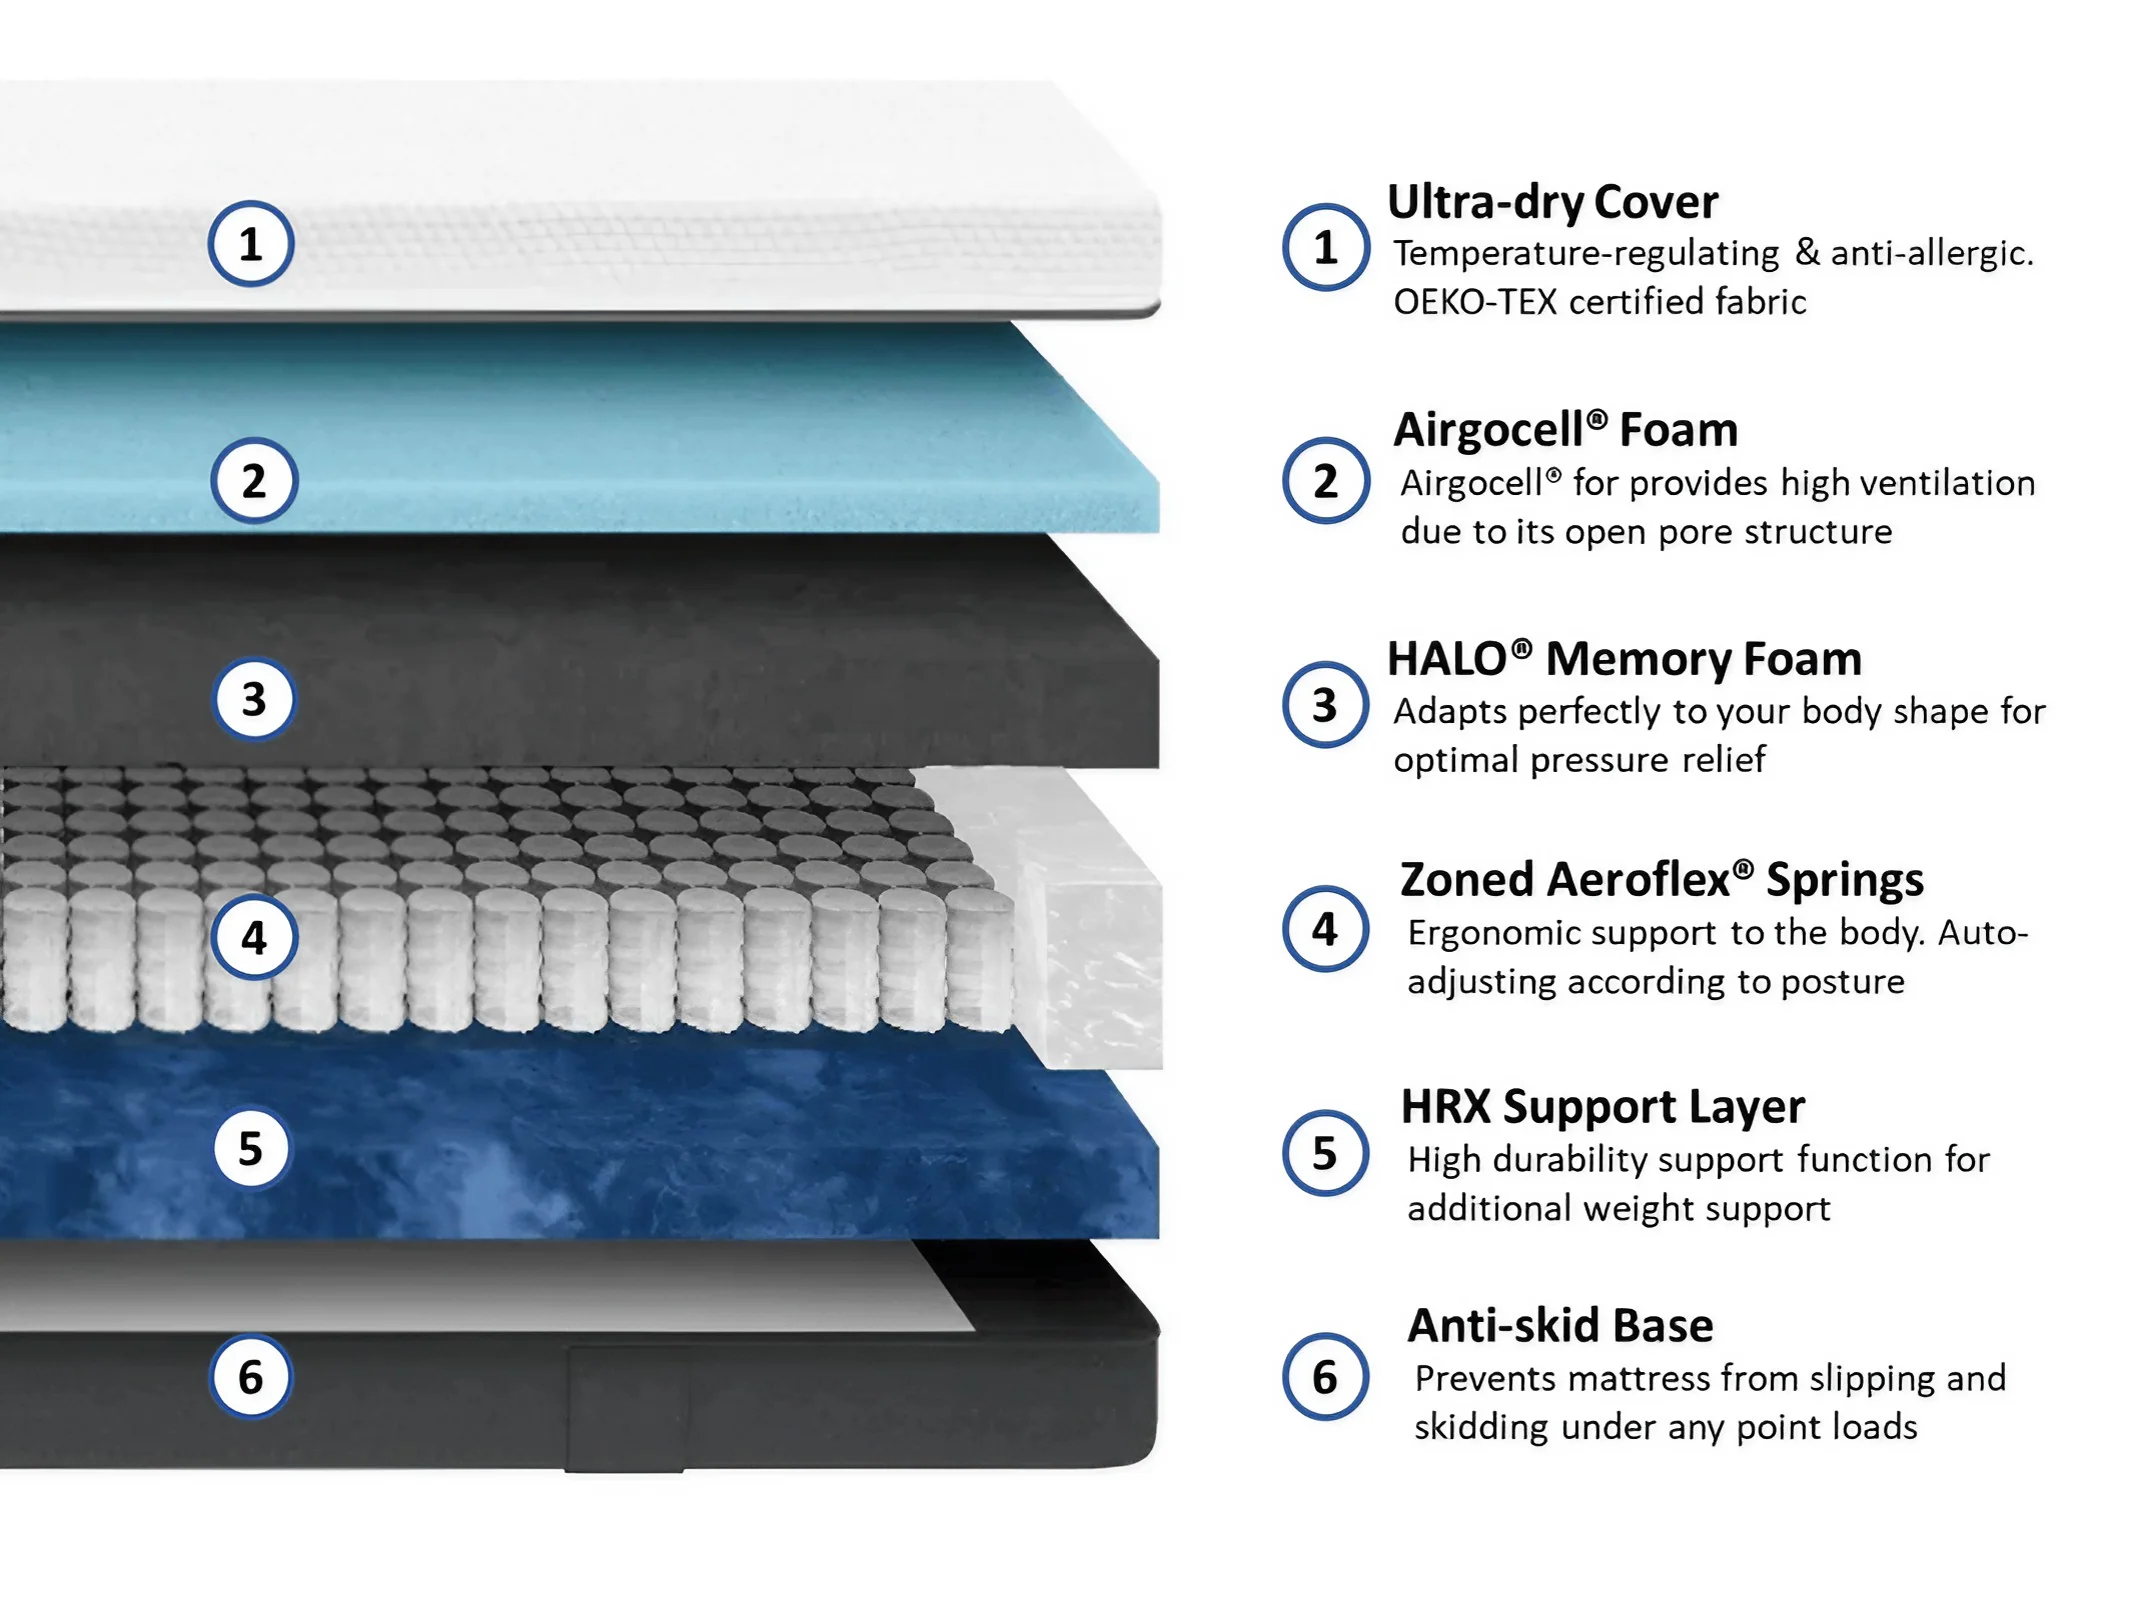 1
2
3
4
5
6
1
Ultra-dry Cover
Temperature-regulating & anti-allergic.
OEKO-TEX certified fabric
2
Airgocell® Foam
Airgocell® for provides high ventilation
due to its open pore structure
3
HALO® Memory Foam
Adapts perfectly to your body shape for
optimal pressure relief
4
Zoned Aeroflex® Springs
Ergonomic support to the body. Auto-
adjusting according to posture
5
HRX Support Layer
High durability support function for
additional weight support
6
Anti-skid Base
Prevents mattress from slipping and
skidding under any point loads